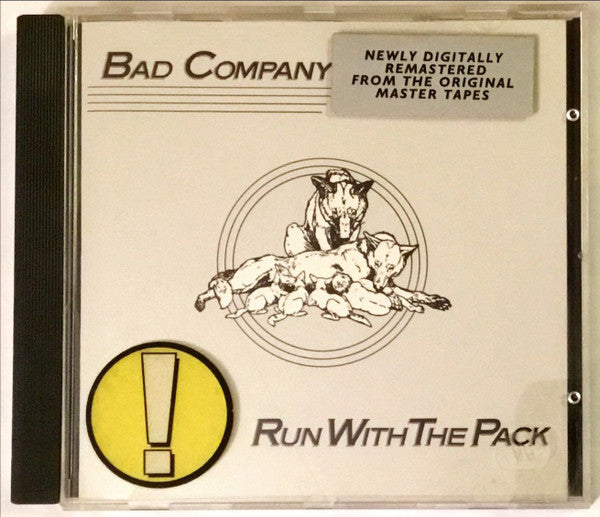 BAD COMPANY
NEWLY DIGITALLY
REMASTERED
FROM THE ORIGINAL
MASTER TAPES
!
RUN WITH THE PACK